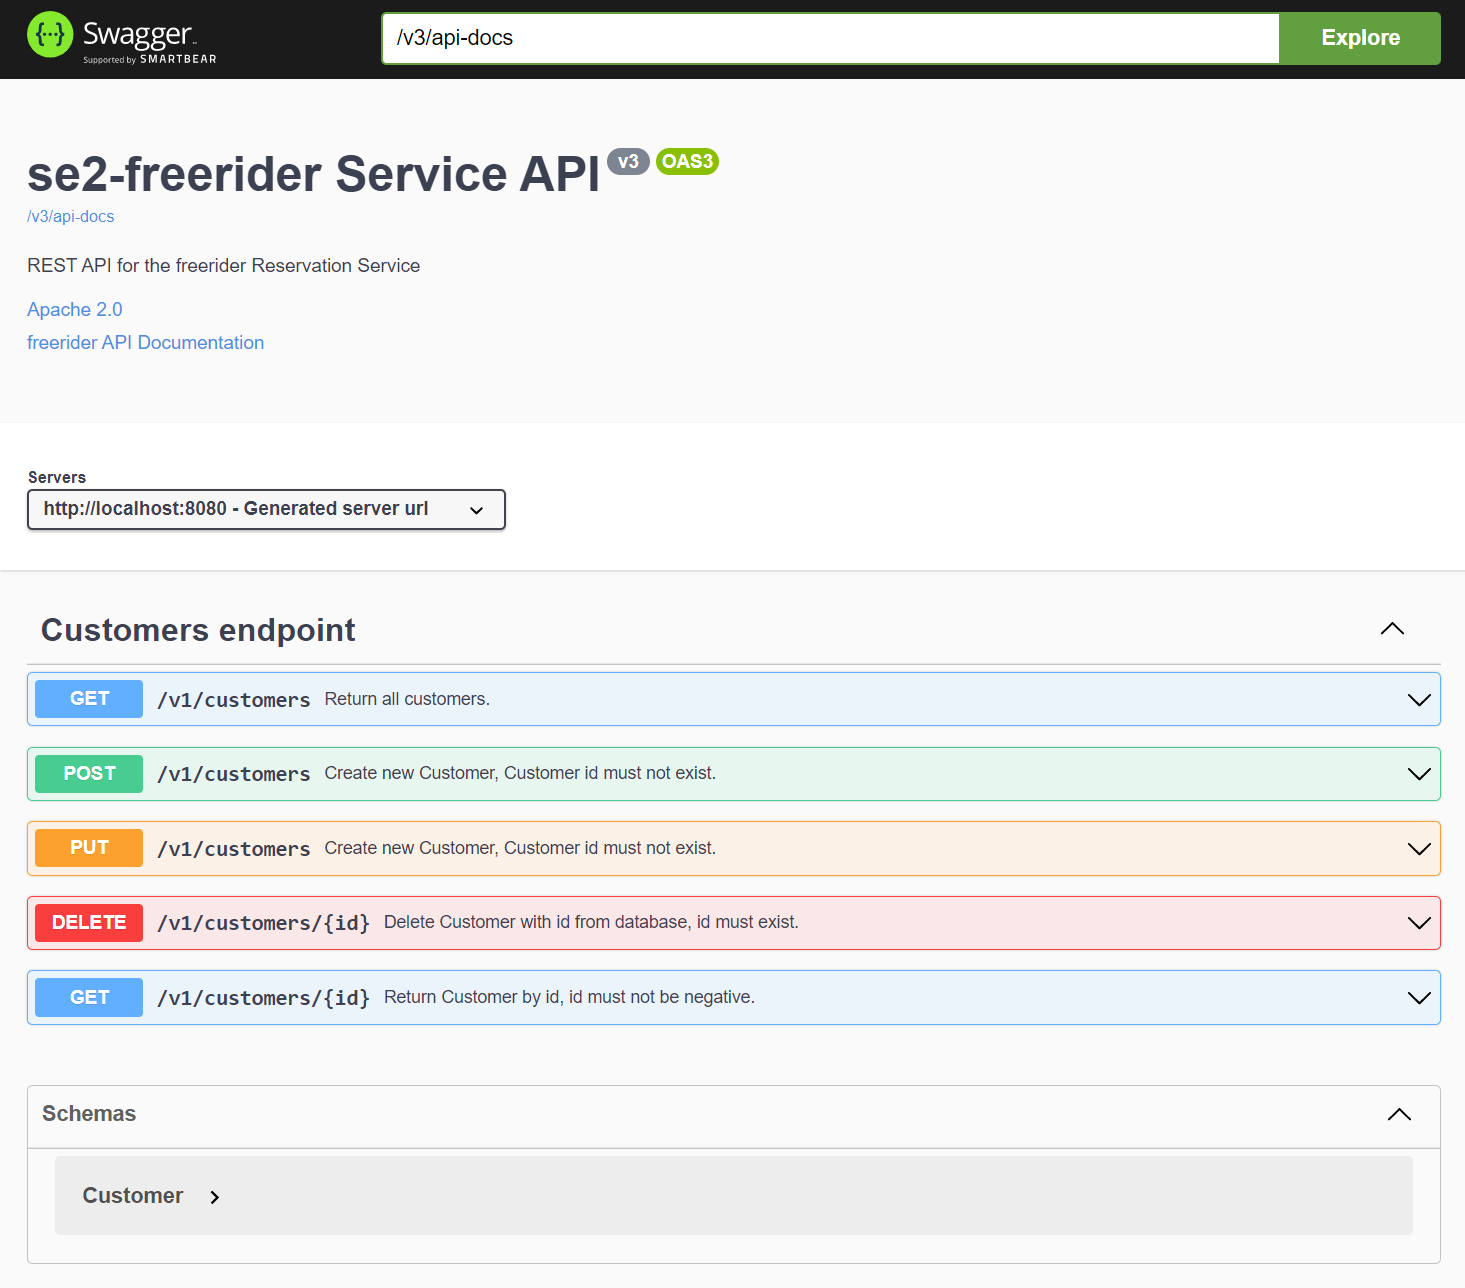 {···} Swagger™
Supported by SMARTBEAR
/v3/api-docs
Explore
se2-freerider Service API v3 OAS3
/v3/api-docs
REST API for the freerider Reservation Service
Apache 2.0
freerider API Documentation
Servers
http://localhost:8080 - Generated server url
Customers endpoint
GET /v1/customers Return all customers.
POST /v1/customers Create new Customer, Customer id must not exist.
PUT /v1/customers Create new Customer, Customer id must not exist.
DELETE /v1/customers/{id} Delete Customer with id from database, id must exist.
GET /v1/customers/{id} Return Customer by id, id must not be negative.
Schemas
Customer